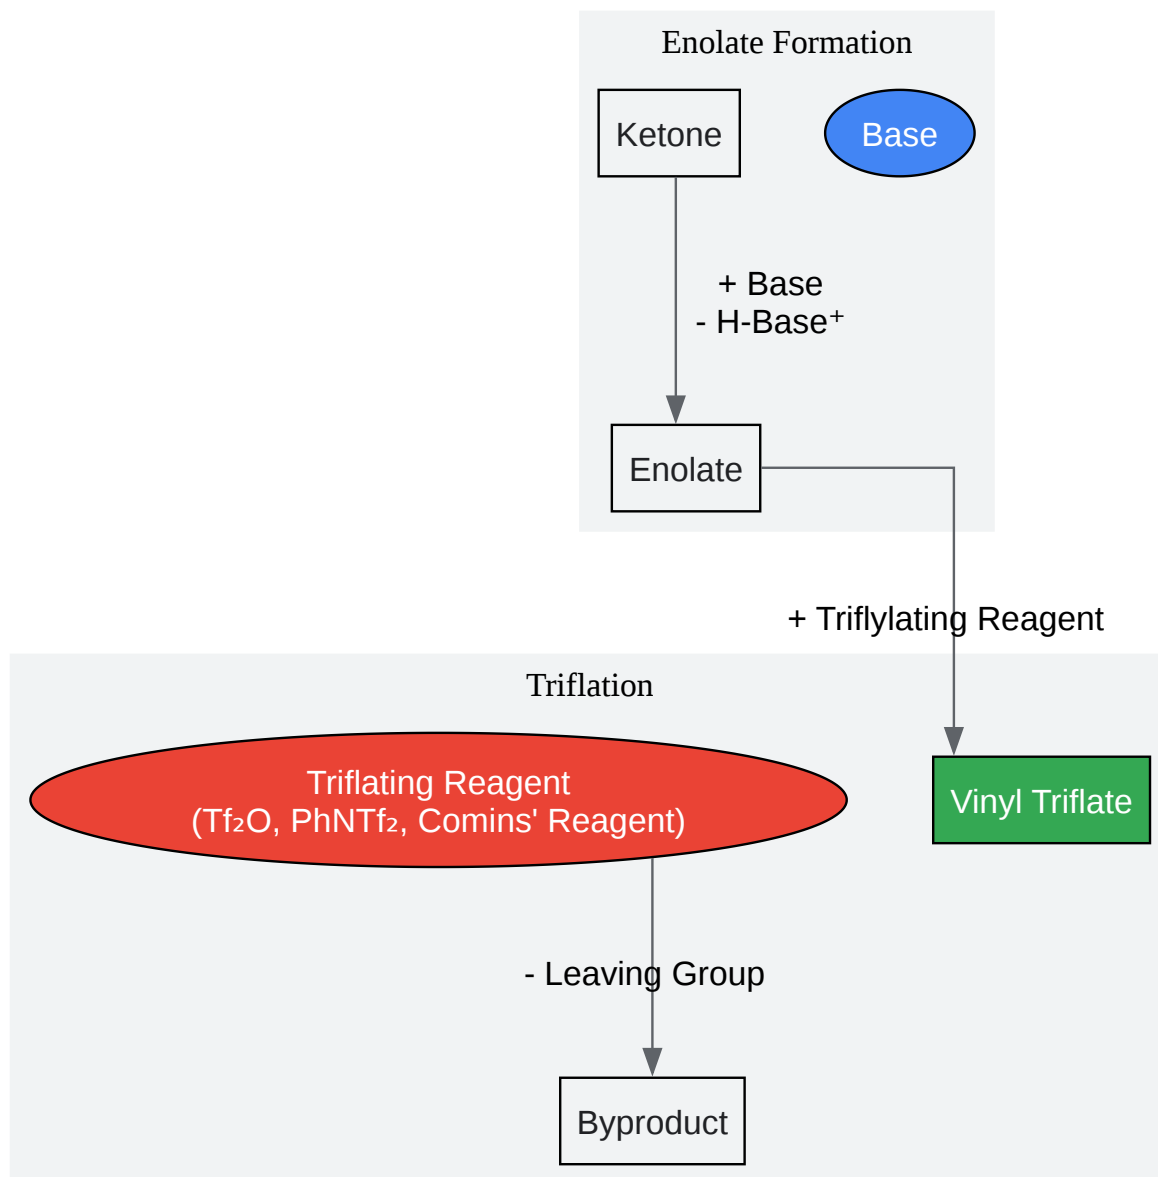 Enolate Formation
Ketone
Base
+ Base
- H-Base⁺
Enolate
+ Triflylating Reagent
Triflation
Triflating Reagent
(Tf₂O, PhNTf₂, Comins' Reagent)
Vinyl Triflate
- Leaving Group
Byproduct